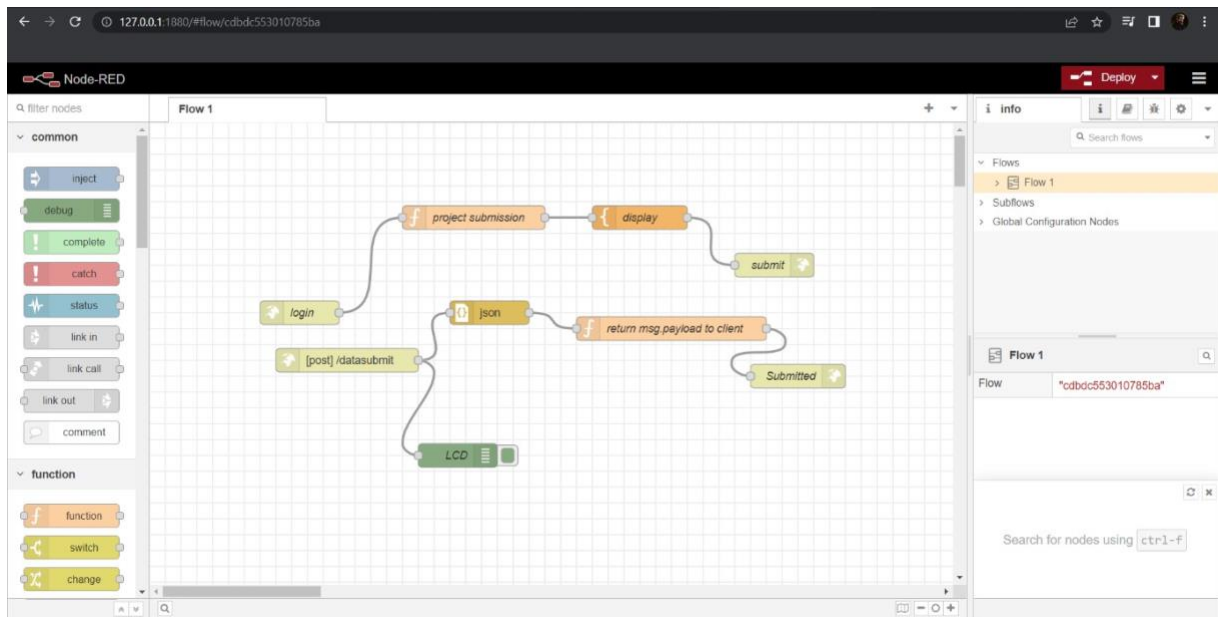 127.0.0.1:1880/#flow/cdbdc553010785ba
Node-RED
Deploy
filter nodes
common
inject
debug
complete
catch
status
link in
link call
link out
comment
function
function
switch
change
Flow 1
project submission
display
submit
login
json
return msg.payload to client
[post] /datasubmit
Submitted
LCD
i info
Search flows
Flows
Flow 1
Subflows
Global Configuration Nodes
Flow 1
Flow "cdbdc553010785ba"
Search for nodes using ctrl-f